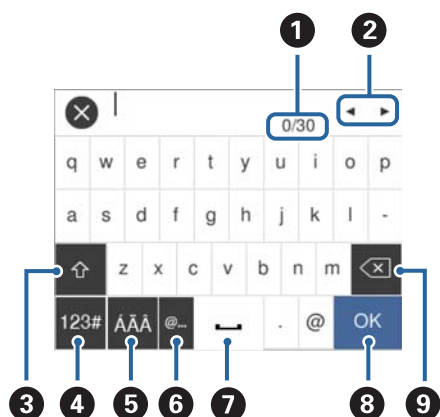 1 2
0/30
q w e r t y u i o p
a s d f g h j k l -
z x c v b n m
123# ÁÃÂ @... . @ OK
3 4 5 6 7 8 9